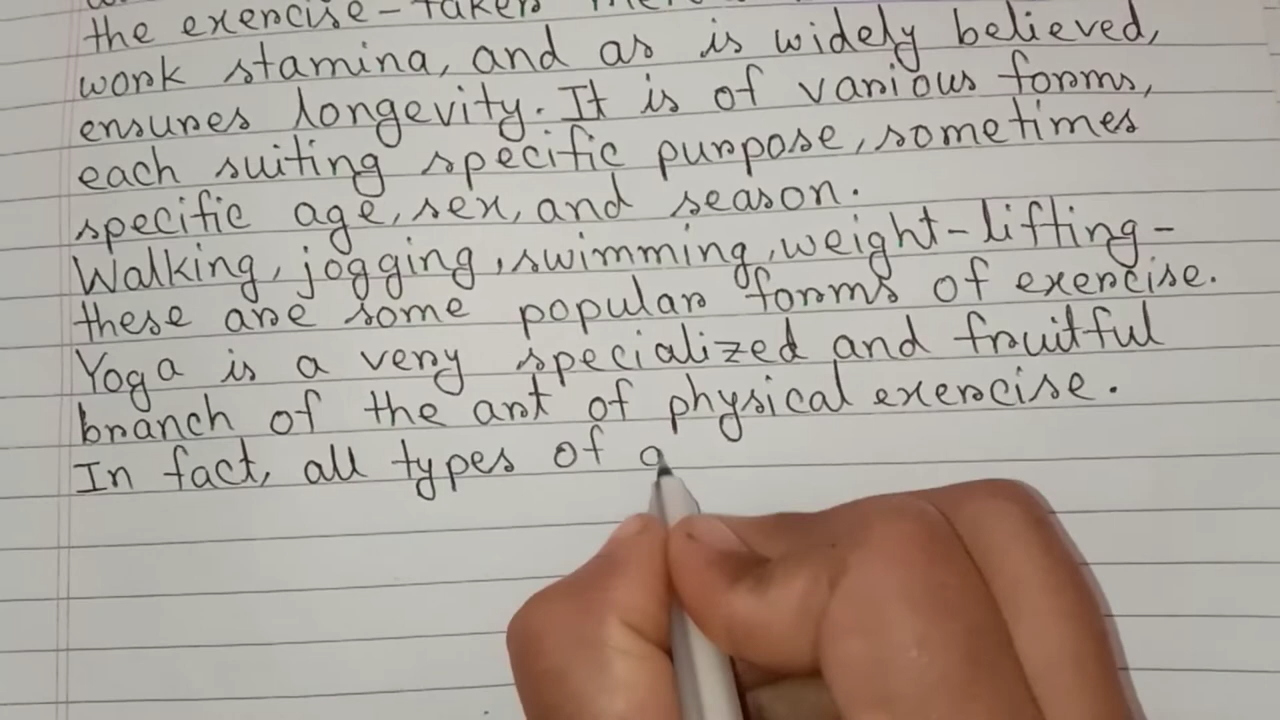 the exercise-taken
work stamina, and as is widely believed,
ensures longevity. It is of various forms,
each suiting specific purpose, sometimes
specific age, sex, and season.
Walking, jogging, swimming, weight-lifting-
these are some popular forms of exercise.
Yoga is a very specialized and fruitful
branch of the art of physical exercise.
In fact, all types of